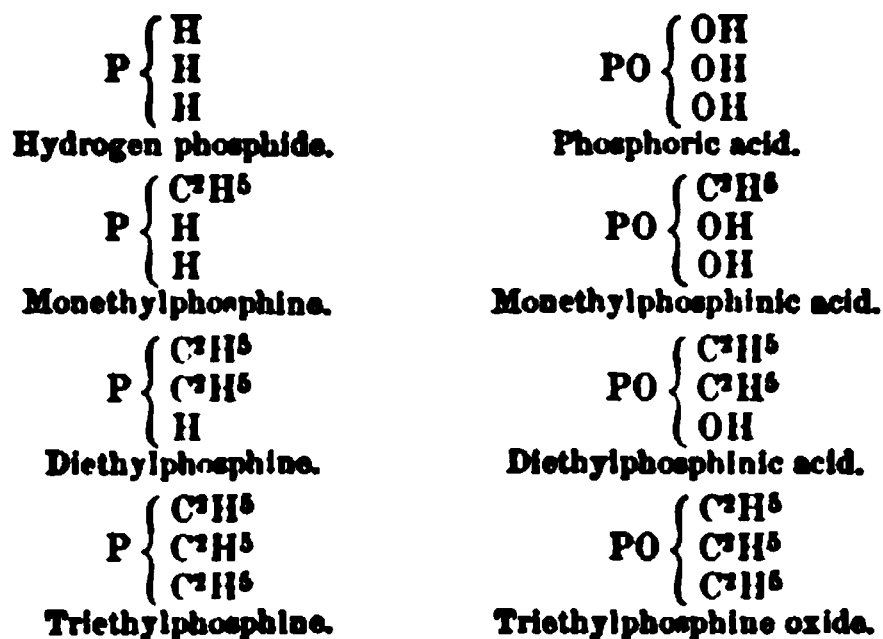 P { H PO { OH
H OH
H OH
Hydrogen phosphide. Phosphoric acid.
P { C²H⁵ PO { C²H⁵
H OH
H OH
Monethylphosphine. Monethylphosphinic acid.
P { C²H⁵ PO { C²H⁵
C²H⁵ C²H⁵
H OH
Diethylphosphine. Diethylphosphinic acid.
P { C²H⁵ PO { C²H⁵
C²H⁵ C²H⁵
C²H⁵ C²H⁵
Triethylphosphine. Triethylphosphine oxide.